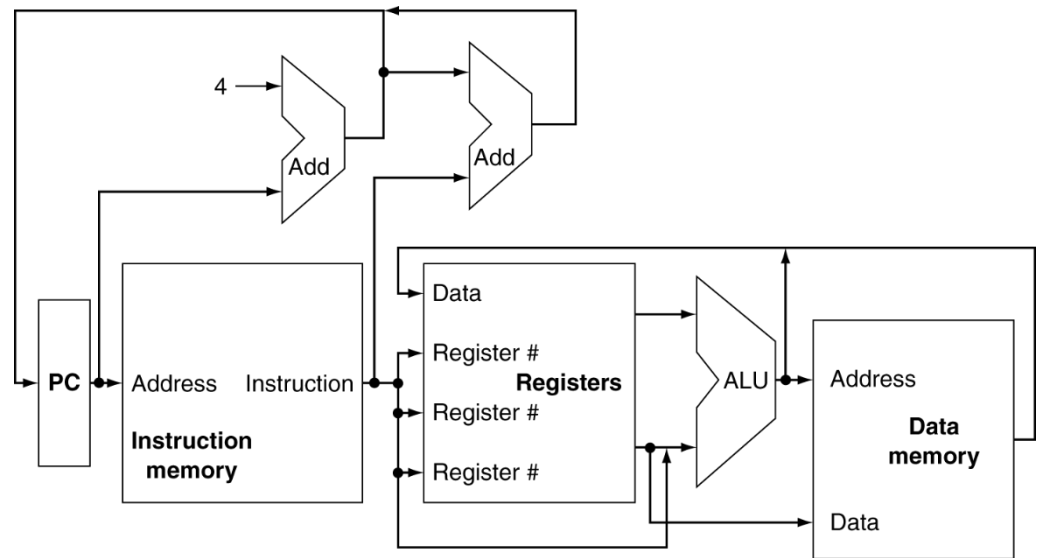 4
Add
Add
Data
PC
Address
Instruction
Instruction
memory
Register #
Registers
Register #
Register #
ALU
Address
Data
memory
Data